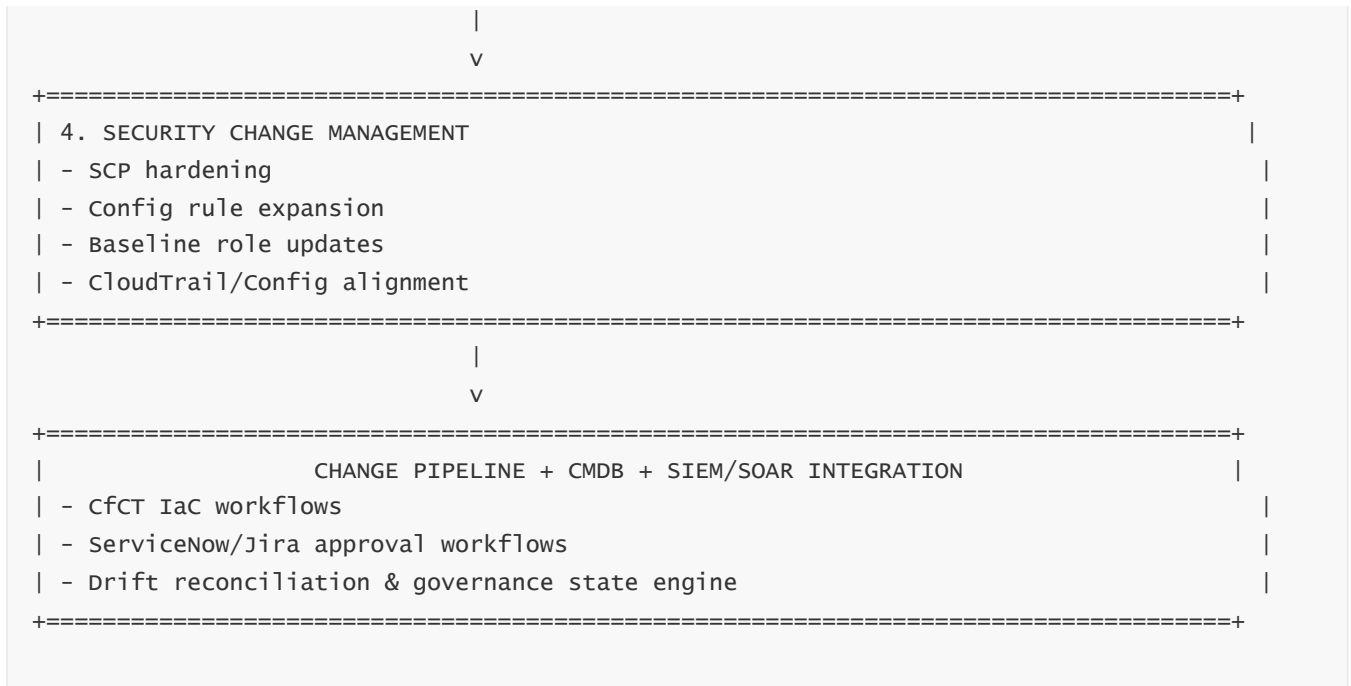 |
                              v
+====================================================================================+
| 4. SECURITY CHANGE MANAGEMENT                                                       |
| - SCP hardening                                                                      |
| - Config rule expansion                                                              |
| - Baseline role updates                                                              |
| - CloudTrail/Config alignment                                                        |
+====================================================================================+
                              |
                              v
+====================================================================================+
|                   CHANGE PIPELINE + CMDB + SIEM/SOAR INTEGRATION                   |
| - CfCT IaC workflows                                                                 |
| - ServiceNow/Jira approval workflows                                                 |
| - Drift reconciliation & governance state engine                                     |
+====================================================================================+